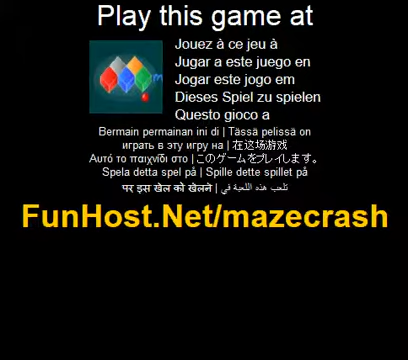 Play this game at
Jouez à ce jeu à
Jugar a este juego en
Jogar este jogo em
Dieses Spiel zu spielen
Questo gioco a
Bermain permainan ini di | Tässä pelissä on
играть в эту игру на | 在这场游戏
Αυτό το παιχνίδι στο | このゲームをプレイします。
Spela detta spel på | Spille dette spillet på
पर इस खेल को खेलने | تلعب هذه اللعبة في
FunHost.Net/mazecrash